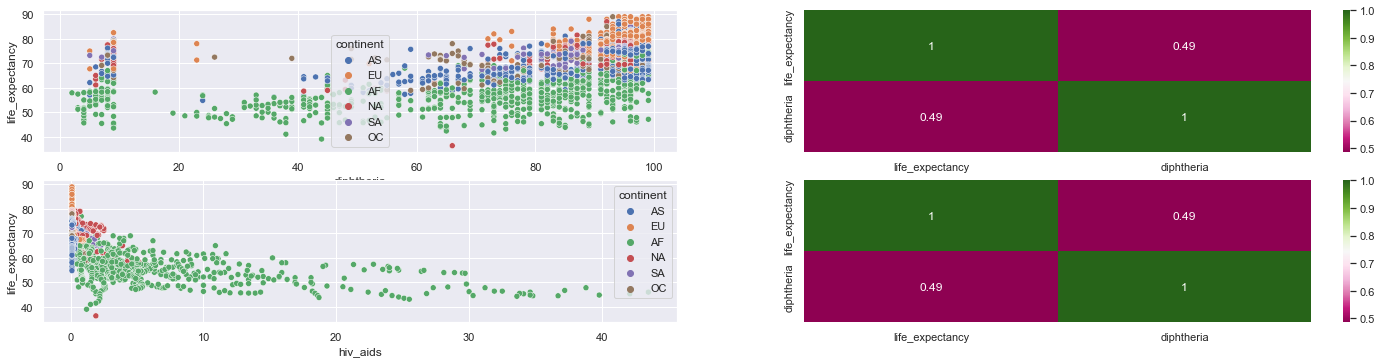 life_expectancy
90
80
70
60
50
40
0
20
40
60
80
100
continent
AS
EU
AF
NA
SA
OC
life_expectancy
diphtheria
1
0.49
0.49
1
life_expectancy
diphtheria
1.0
0.9
0.8
0.7
0.6
0.5
life_expectancy
90
80
70
60
50
40
0
10
20
30
40
hiv_aids
continent
AS
EU
AF
NA
SA
OC
life_expectancy
diphtheria
1
0.49
0.49
1
life_expectancy
diphtheria
1.0
0.9
0.8
0.7
0.6
0.5